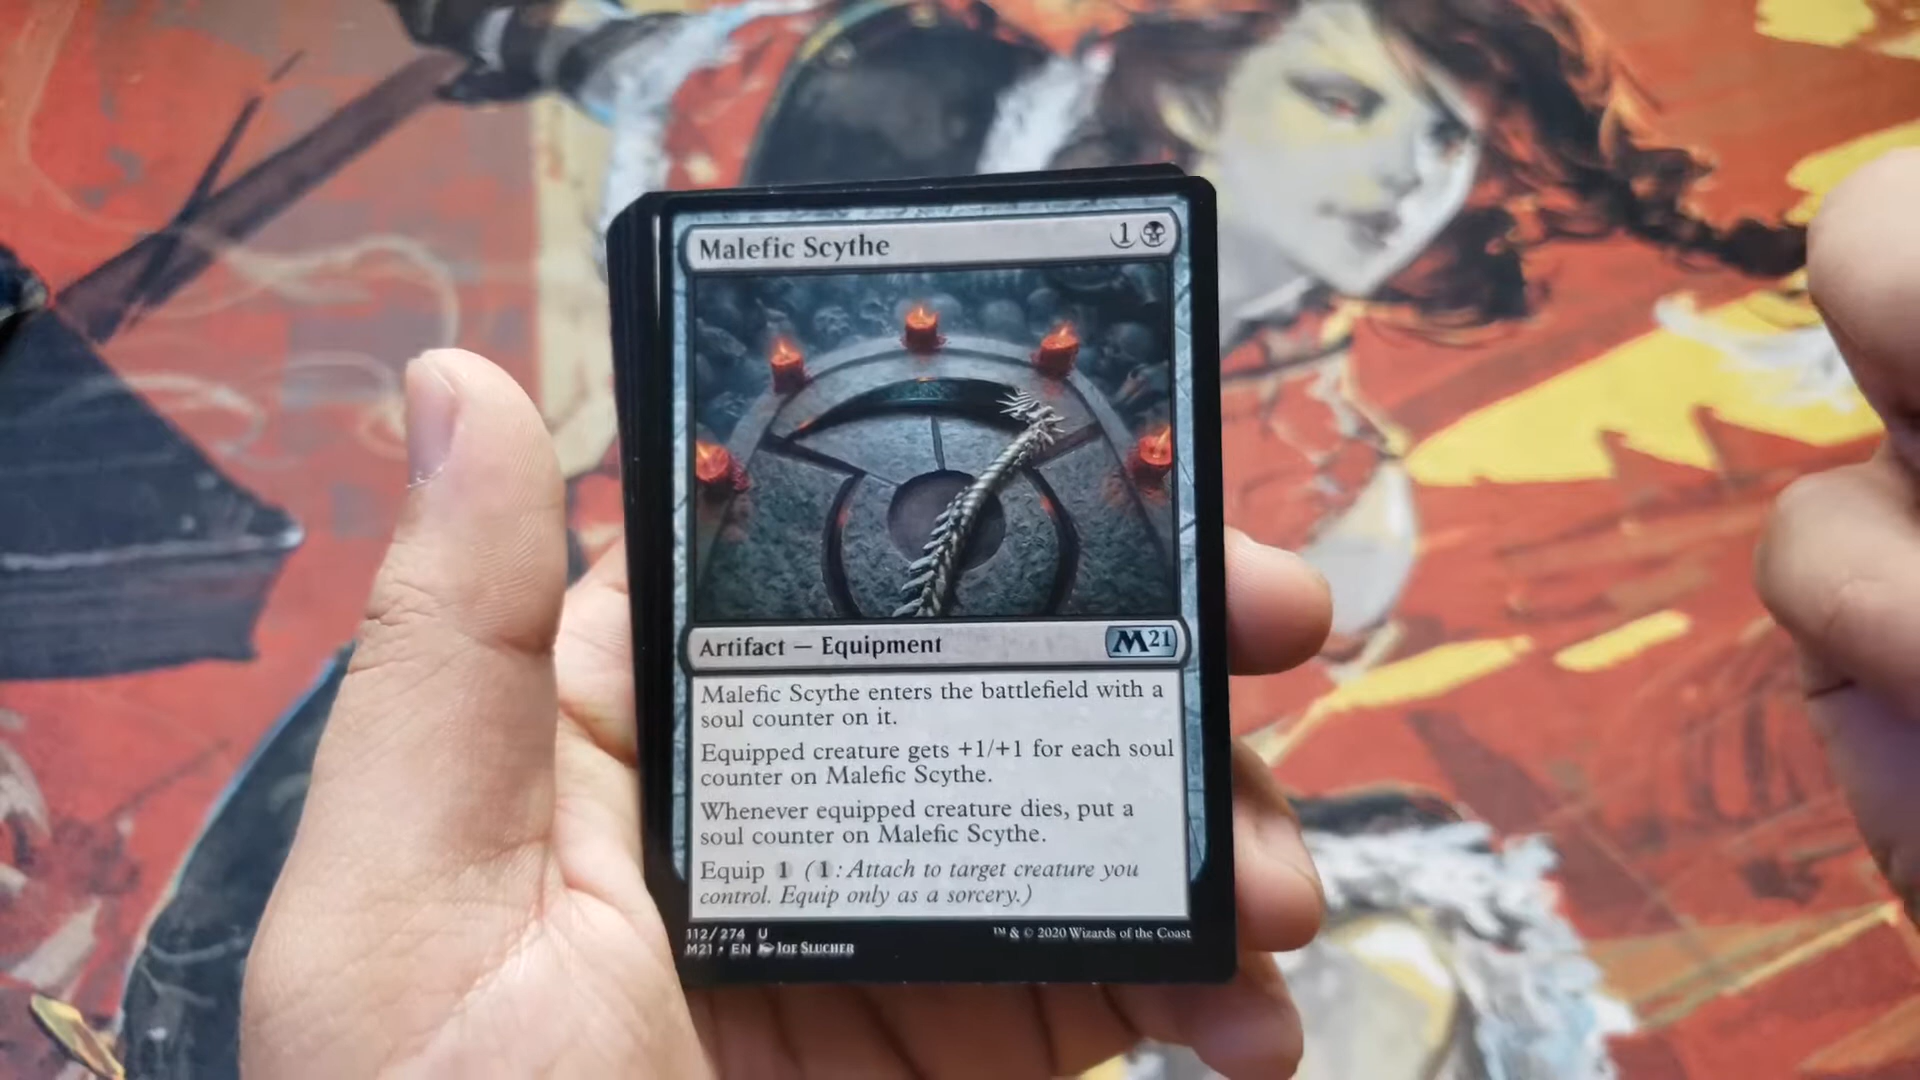 Malefic Scythe 1
Artifact — Equipment M21
Malefic Scythe enters the battlefield with a
soul counter on it.
Equipped creature gets +1/+1 for each soul
counter on Malefic Scythe.
Whenever equipped creature dies, put a
soul counter on Malefic Scythe.
Equip 1 (1: Attach to target creature you
control. Equip only as a sorcery.)
112/274 U
M21 • EN Joe Slucher
™ & © 2020 Wizards of the Coast